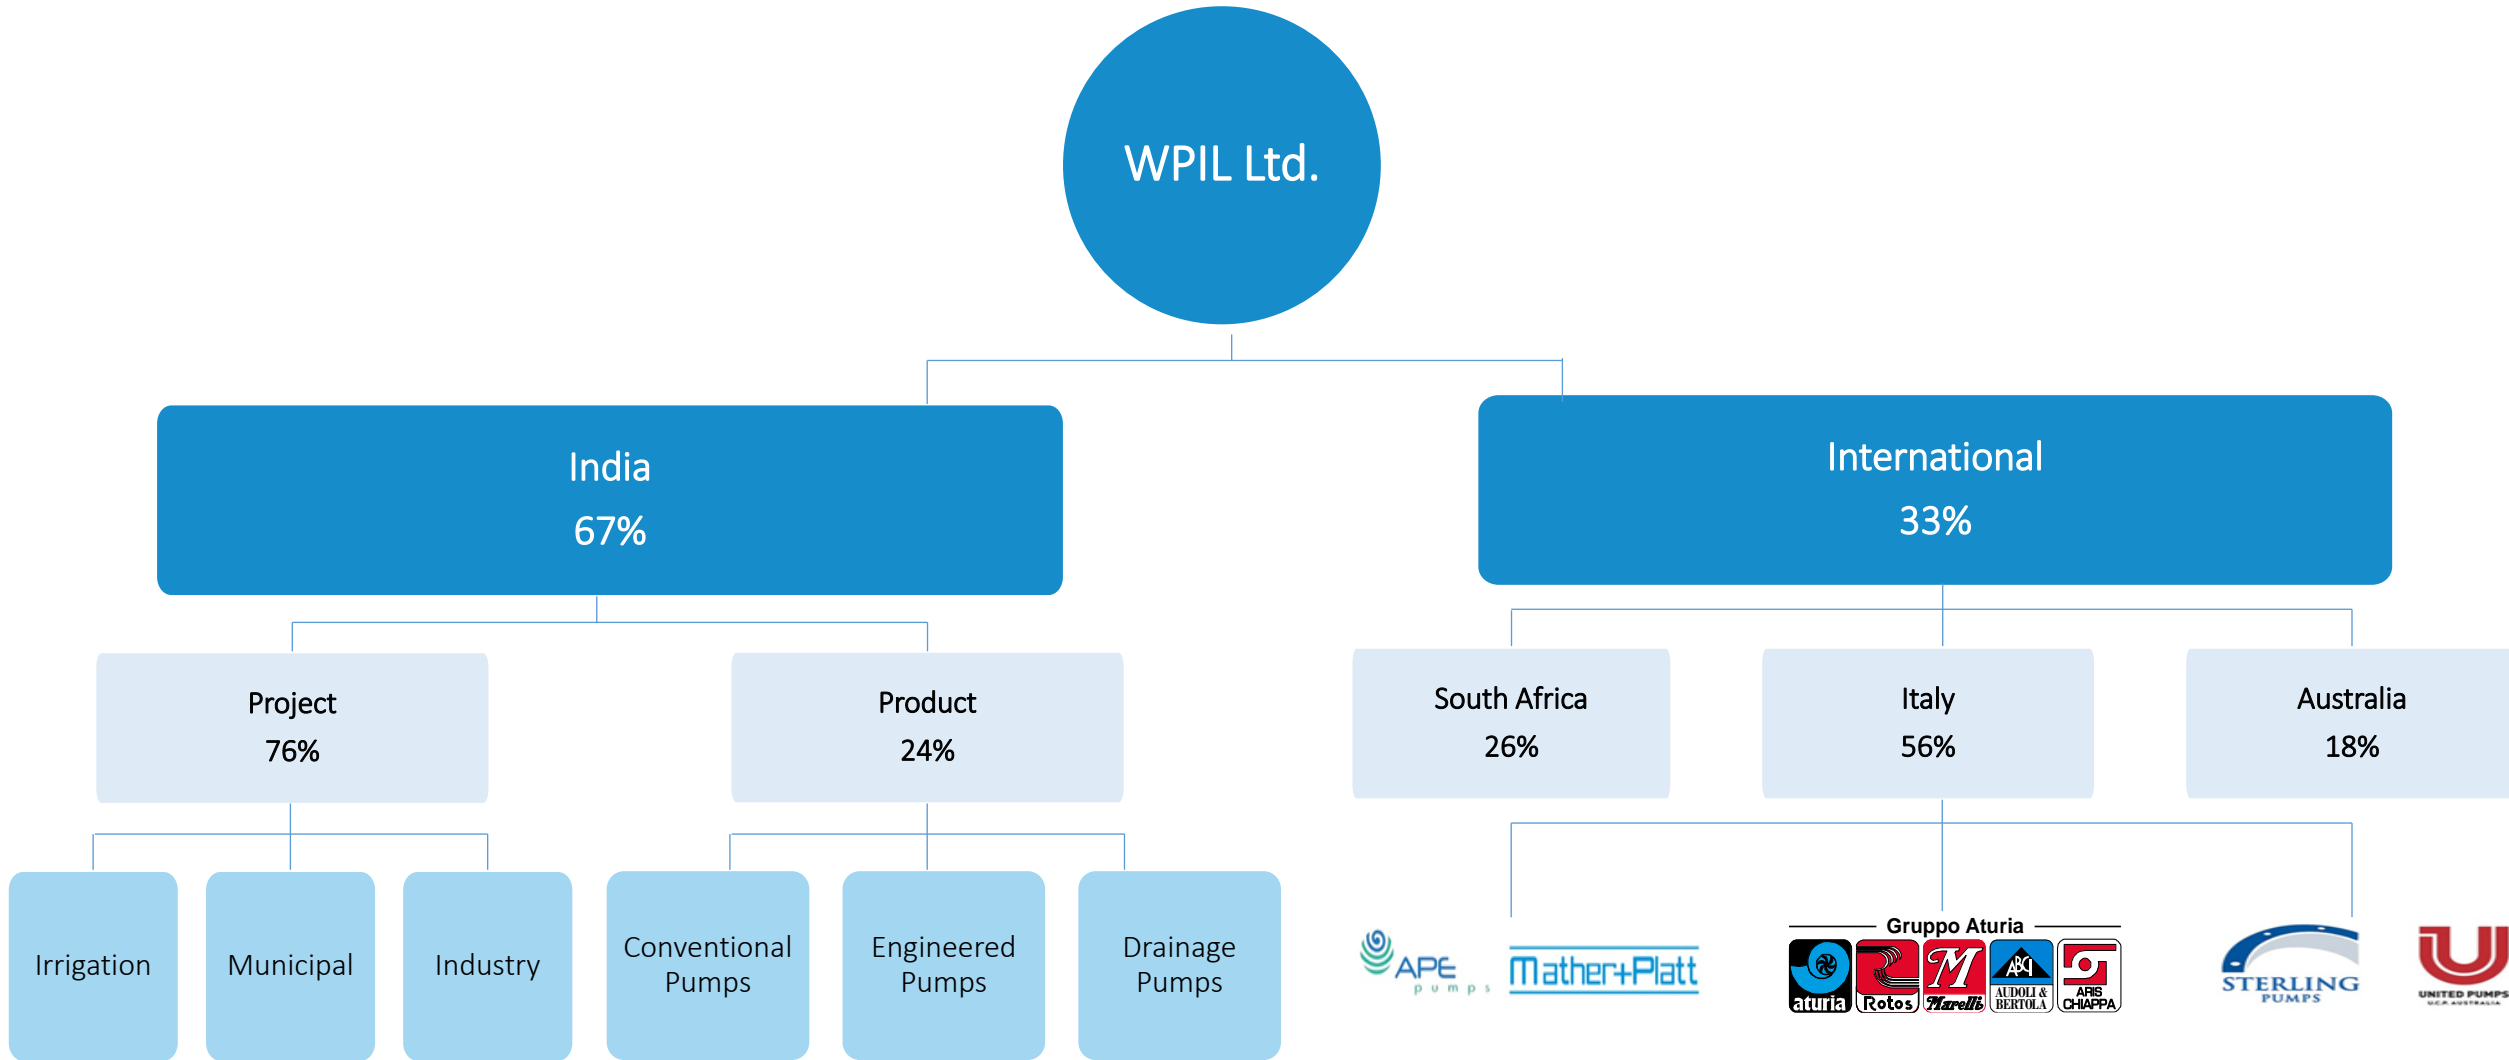 WPIL Ltd.
India
67%
International
33%
Project
76%
Product
24%
South Africa
26%
Italy
56%
Australia
18%
Irrigation
Municipal
Industry
Conventional
Pumps
Engineered
Pumps
Drainage
Pumps
APE
pumps
Mather+Platt
Gruppo Aturia
aturia
Rotos
M
Marelli
ABCI
AUDOLI &
BERTOLA
ARIS
CHIAPPA
STERLING
PUMPS
UNITED PUMPS
U.C.P. AUSTRALIA